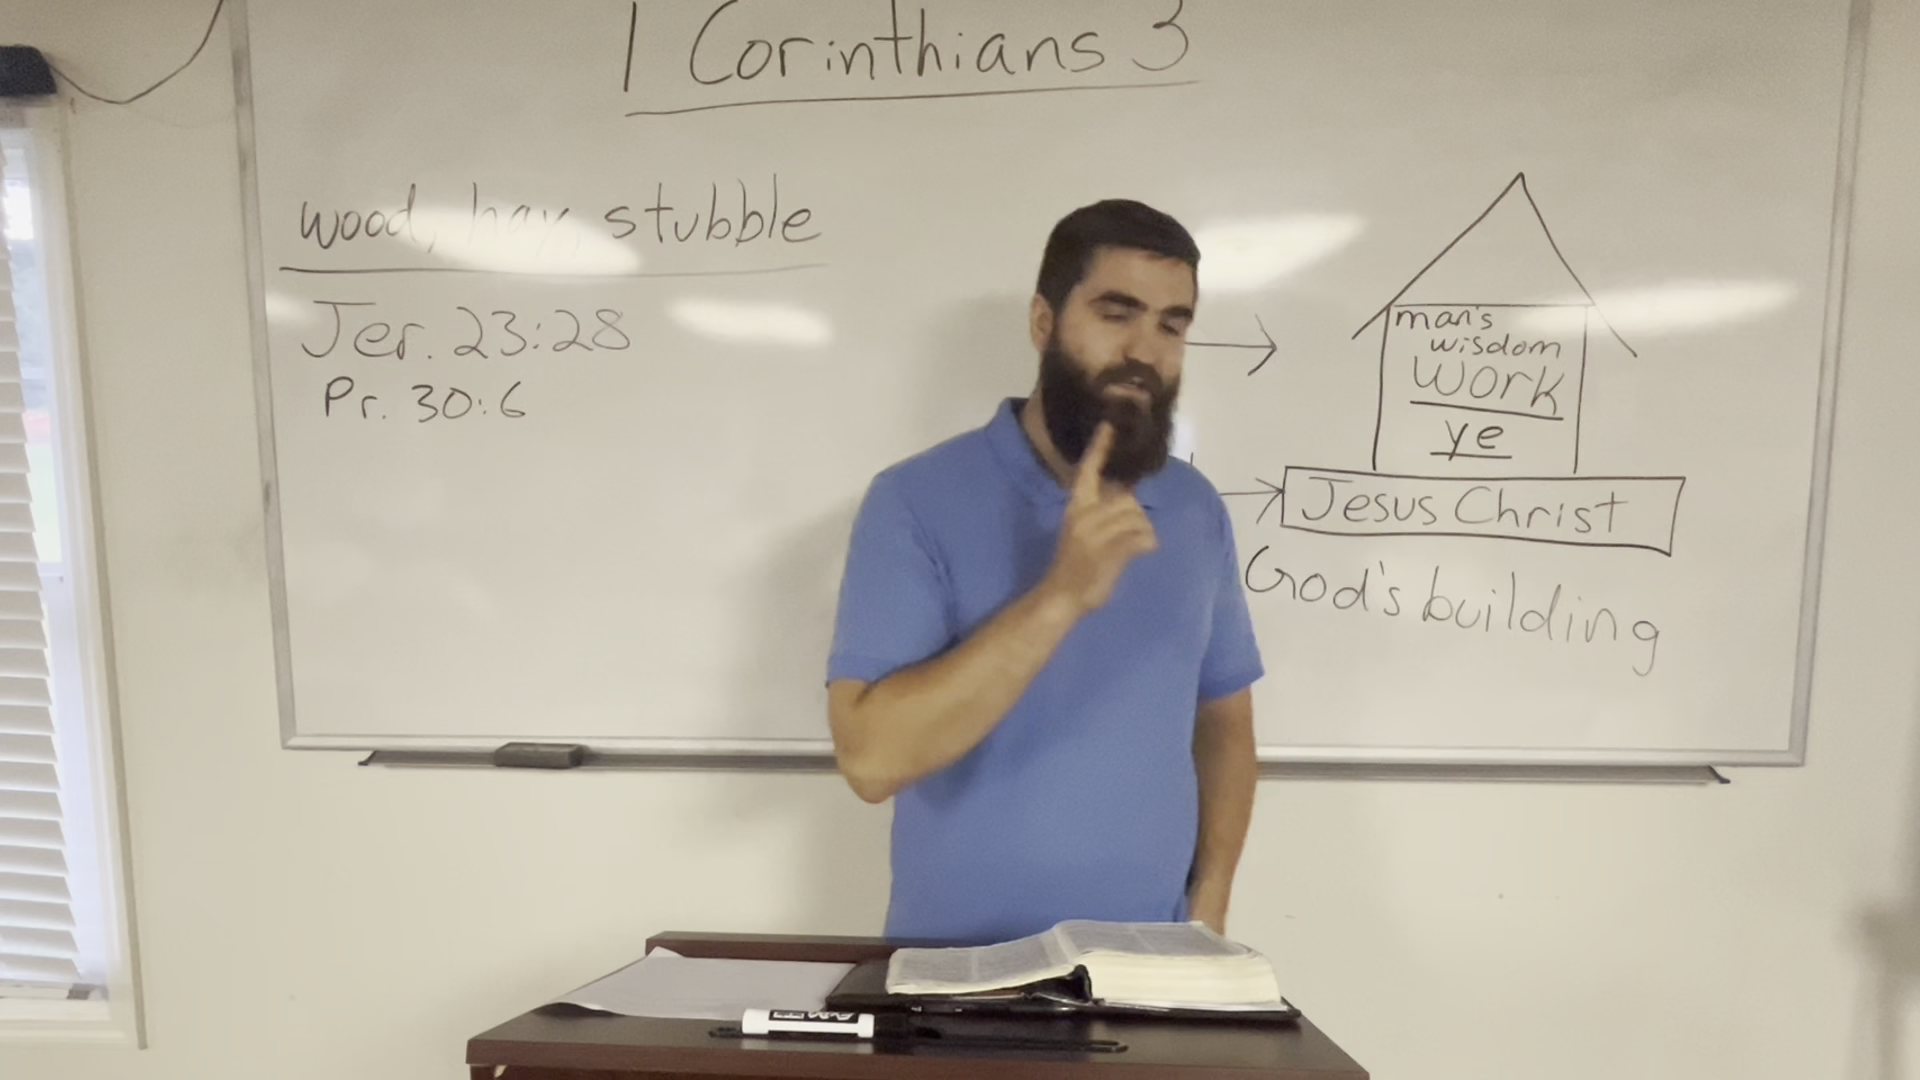 1 Corinthians 3
wood, hay, stubble
Jer. 23:28
Pr. 30:6
man's
wisdom
work
ye
Jesus Christ
God's building